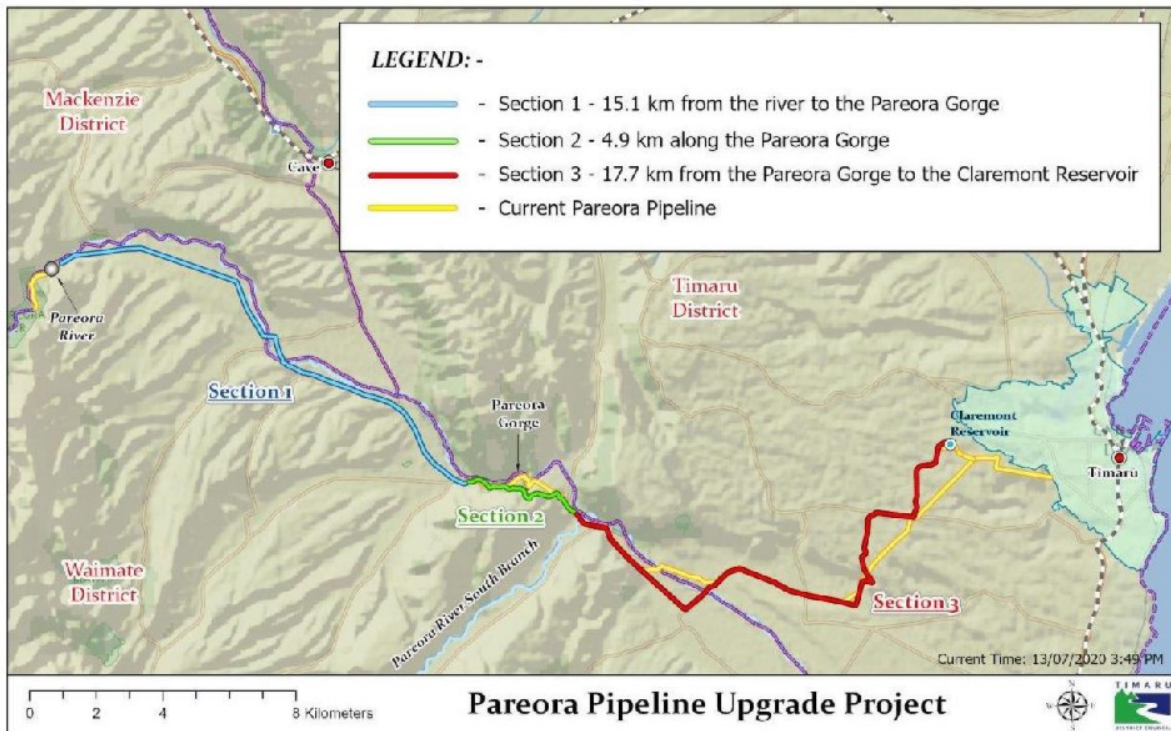 LEGEND: -
- Section 1 - 15.1 km from the river to the Pareora Gorge
- Section 2 - 4.9 km along the Pareora Gorge
- Section 3 - 17.7 km from the Pareora Gorge to the Claremont Reservoir
- Current Pareora Pipeline
Mackenzie
District
Cave
Pareora
River
Timaru
District
Section 1
Pareora
Gorge
Claremont
Reservoir
Timaru
Section 2
Waimate
District
Pareora River South Branch
Section 3
Current Time: 13/07/2020 3:49 PM
0 2 4 8 Kilometers
Pareora Pipeline Upgrade Project
TIMARU
DISTRICT COUNCIL